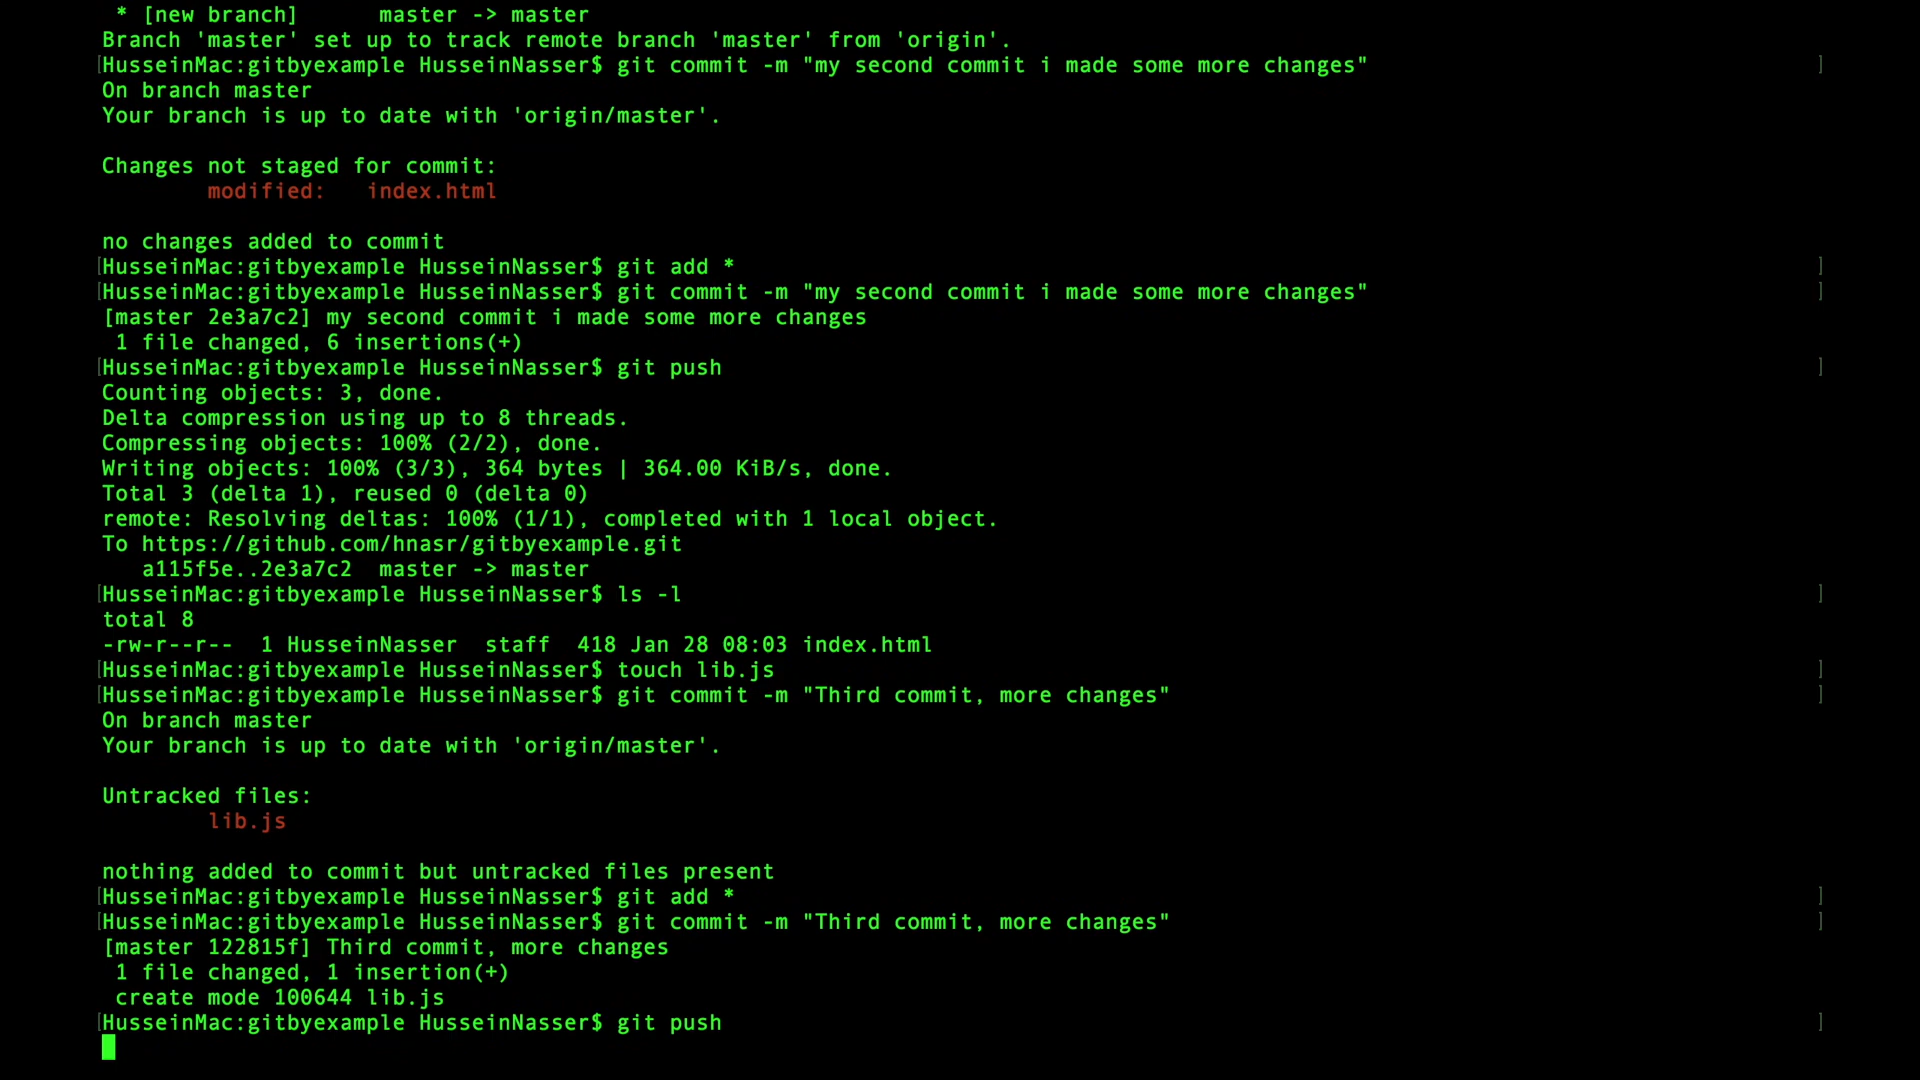 * [new branch]      master -> master
Branch 'master' set up to track remote branch 'master' from 'origin'.
[HusseinMac:gitbyexample HusseinNasser$ git commit -m "my second commit i made some more changes" ]
On branch master
Your branch is up to date with 'origin/master'.

Changes not staged for commit:
        modified:   index.html

no changes added to commit
[HusseinMac:gitbyexample HusseinNasser$ git add * ]
[HusseinMac:gitbyexample HusseinNasser$ git commit -m "my second commit i made some more changes" ]
[master 2e3a7c2] my second commit i made some more changes
 1 file changed, 6 insertions(+)
[HusseinMac:gitbyexample HusseinNasser$ git push ]
Counting objects: 3, done.
Delta compression using up to 8 threads.
Compressing objects: 100% (2/2), done.
Writing objects: 100% (3/3), 364 bytes | 364.00 KiB/s, done.
Total 3 (delta 1), reused 0 (delta 0)
remote: Resolving deltas: 100% (1/1), completed with 1 local object.
To https://github.com/hnasr/gitbyexample.git
   a115f5e..2e3a7c2  master -> master
[HusseinMac:gitbyexample HusseinNasser$ ls -l ]
total 8
-rw-r--r--  1 HusseinNasser  staff  418 Jan 28 08:03 index.html
[HusseinMac:gitbyexample HusseinNasser$ touch lib.js ]
[HusseinMac:gitbyexample HusseinNasser$ git commit -m "Third commit, more changes" ]
On branch master
Your branch is up to date with 'origin/master'.

Untracked files:
        lib.js

nothing added to commit but untracked files present
[HusseinMac:gitbyexample HusseinNasser$ git add * ]
[HusseinMac:gitbyexample HusseinNasser$ git commit -m "Third commit, more changes" ]
[master 122815f] Third commit, more changes
 1 file changed, 1 insertion(+)
 create mode 100644 lib.js
[HusseinMac:gitbyexample HusseinNasser$ git push ]